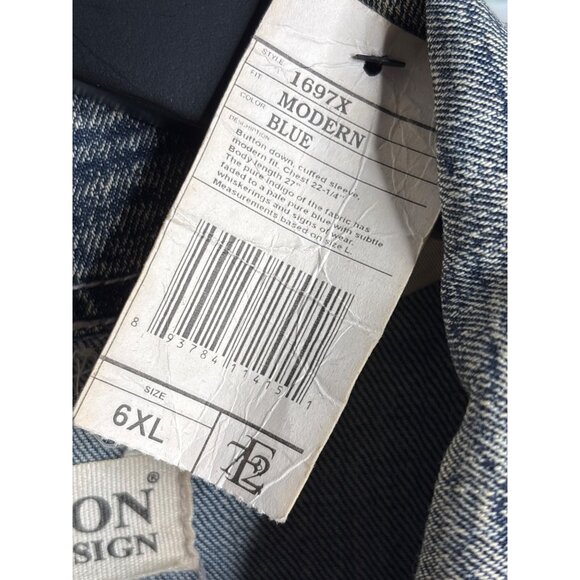 STYLE 1697X
FIT MODERN
COLOR BLUE
DESCRIPTION
Button down, cuffed sleeve,
modern fit. Chest 22-1/4"
Body length 27"
The pure indigo of the fabric has
faded to a pale pure blue with subtle
whiskerings and signs of wear.
Measurements based on size L.
8 93784 11415 1
SIZE
6XL
ON®
SIGN